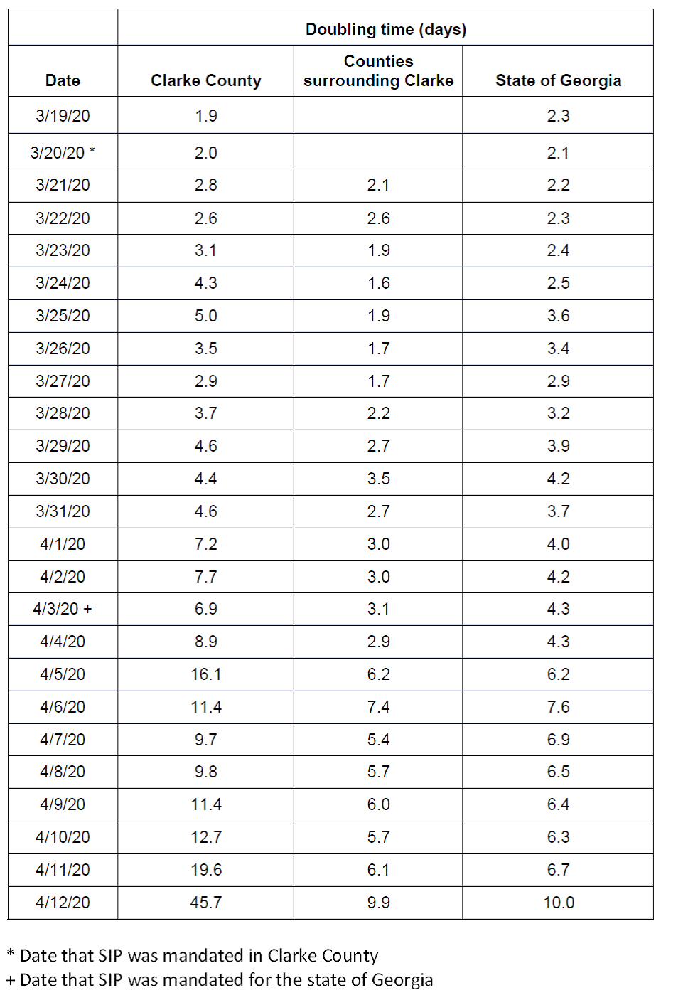 Doubling time (days)
Date Clarke County Counties surrounding Clarke State of Georgia
3/19/20 1.9 2.3
3/20/20 * 2.0 2.1
3/21/20 2.8 2.1 2.2
3/22/20 2.6 2.6 2.3
3/23/20 3.1 1.9 2.4
3/24/20 4.3 1.6 2.5
3/25/20 5.0 1.9 3.6
3/26/20 3.5 1.7 3.4
3/27/20 2.9 1.7 2.9
3/28/20 3.7 2.2 3.2
3/29/20 4.6 2.7 3.9
3/30/20 4.4 3.5 4.2
3/31/20 4.6 2.7 3.7
4/1/20 7.2 3.0 4.0
4/2/20 7.7 3.0 4.2
4/3/20 + 6.9 3.1 4.3
4/4/20 8.9 2.9 4.3
4/5/20 16.1 6.2 6.2
4/6/20 11.4 7.4 7.6
4/7/20 9.7 5.4 6.9
4/8/20 9.8 5.7 6.5
4/9/20 11.4 6.0 6.4
4/10/20 12.7 5.7 6.3
4/11/20 19.6 6.1 6.7
4/12/20 45.7 9.9 10.0
* Date that SIP was mandated in Clarke County
+ Date that SIP was mandated for the state of Georgia